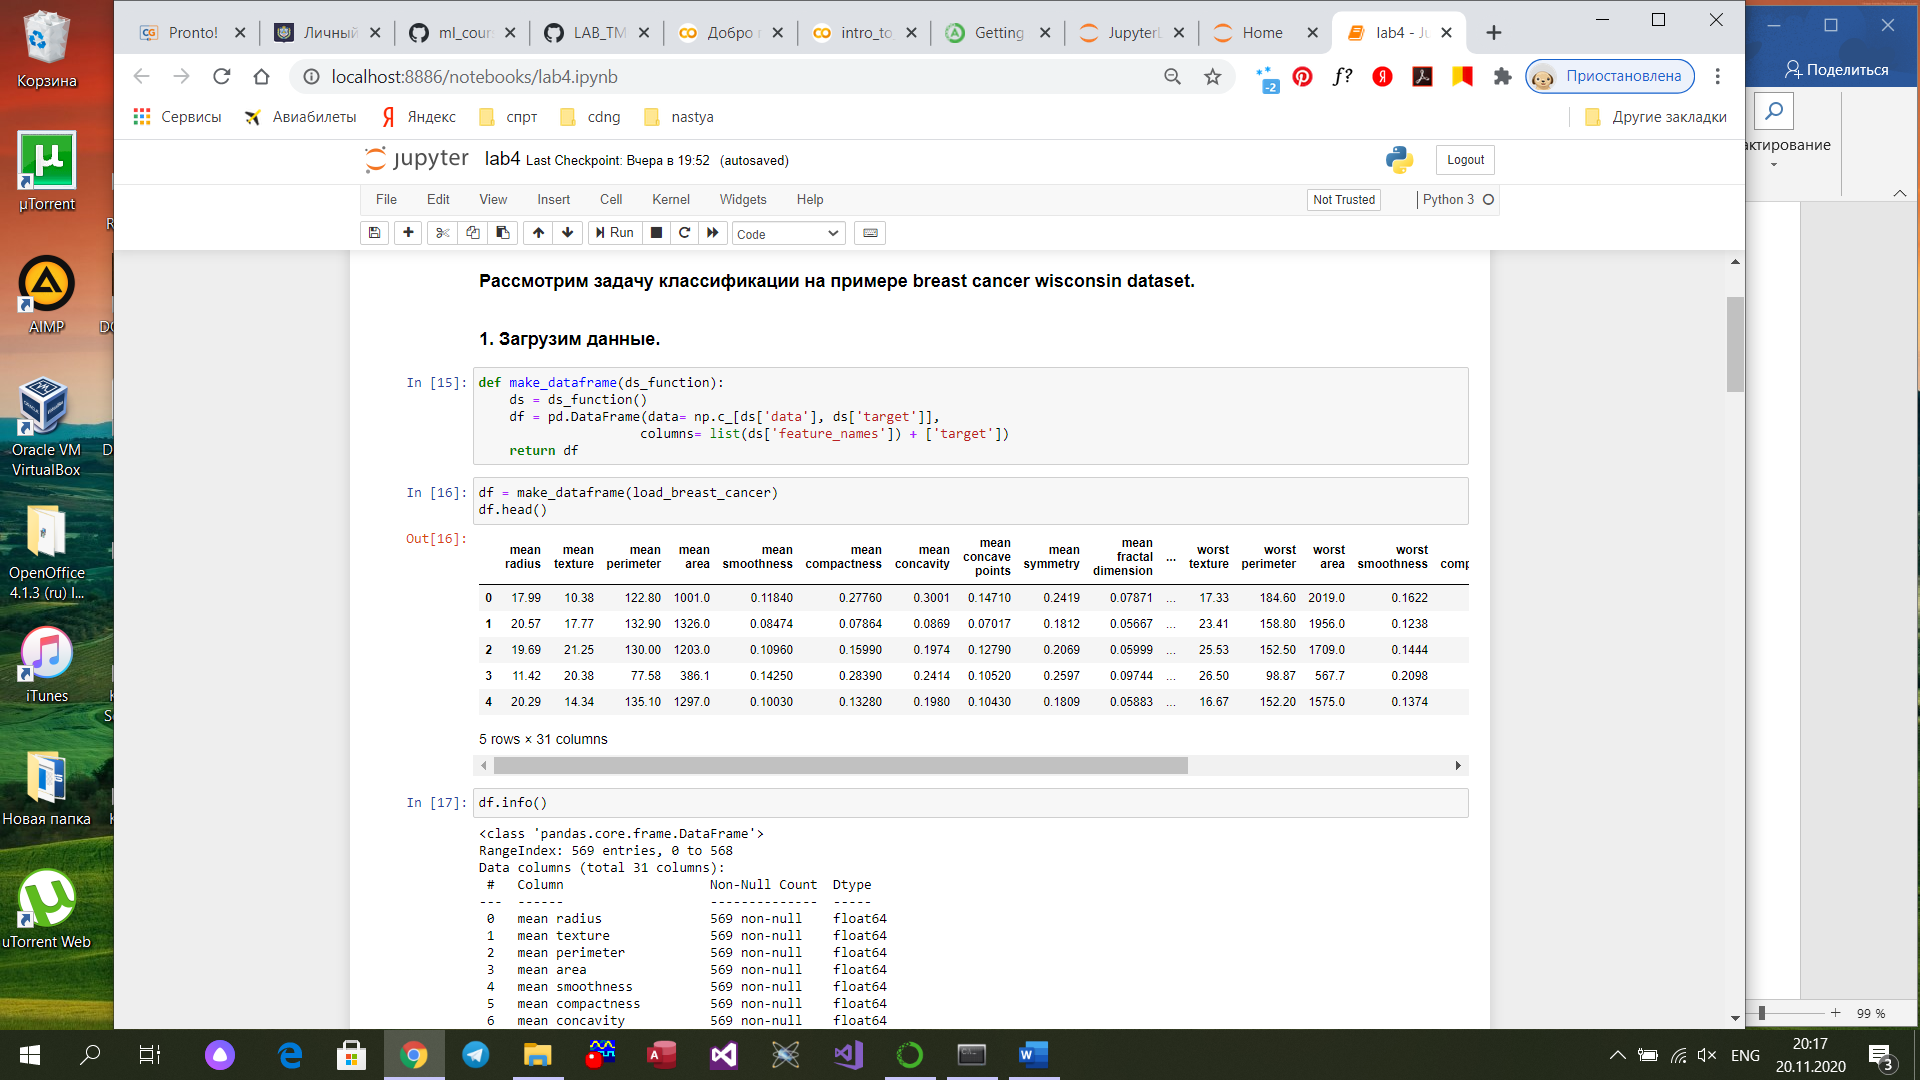 Pronto!
Личный
ml_cour
LAB_TM
Добро
intro_to
Getting
JupyterL
Home
lab4 - Ju
localhost:8886/notebooks/lab4.ipynb
f?
-2
Приостановлена
Сервисы
Авиабилеты
Яндекс
спрт
cdng
nastya
Другие закладки
jupyter
lab4 Last Checkpoint: Вчера в 19:52 (autosaved)
Logout
File Edit View Insert Cell Kernel Widgets Help
Not Trusted
Python 3
Run
Code
Рассмотрим задачу классификации на примере breast cancer wisconsin dataset.
1. Загрузим данные.
In [15]:
def make_dataframe(ds_function):
    ds = ds_function()
    df = pd.DataFrame(data= np.c_[ds['data'], ds['target']],
                     columns= list(ds['feature_names']) + ['target'])
    return df
In [16]:
df = make_dataframe(load_breast_cancer)
df.head()
Out[16]:
mean radius mean texture mean perimeter mean area mean smoothness mean compactness mean concavity mean concave points mean symmetry mean fractal dimension ... worst texture worst perimeter worst area worst smoothness comp
0 17.99 10.38 122.80 1001.0 0.11840 0.27760 0.3001 0.14710 0.2419 0.07871 ... 17.33 184.60 2019.0 0.1622
1 20.57 17.77 132.90 1326.0 0.08474 0.07864 0.0869 0.07017 0.1812 0.05667 ... 23.41 158.80 1956.0 0.1238
2 19.69 21.25 130.00 1203.0 0.10960 0.15990 0.1974 0.12790 0.2069 0.05999 ... 25.53 152.50 1709.0 0.1444
3 11.42 20.38 77.58 386.1 0.14250 0.28390 0.2414 0.10520 0.2597 0.09744 ... 26.50 98.87 567.7 0.2098
4 20.29 14.34 135.10 1297.0 0.10030 0.13280 0.1980 0.10430 0.1809 0.05883 ... 16.67 152.20 1575.0 0.1374
5 rows × 31 columns
In [17]:
df.info()
<class 'pandas.core.frame.DataFrame'>
RangeIndex: 569 entries, 0 to 568
Data columns (total 31 columns):
 #   Column                   Non-Null Count  Dtype
---  ------                   --------------  -----
 0   mean radius              569 non-null    float64
 1   mean texture             569 non-null    float64
 2   mean perimeter           569 non-null    float64
 3   mean area                569 non-null    float64
 4   mean smoothness          569 non-null    float64
 5   mean compactness         569 non-null    float64
 6   mean concavity           569 non-null    float64
Корзина
µTorrent
AIMP
Oracle VM
VirtualBox
OpenOffice
4.1.3 (ru) I...
iTunes
Новая папка
uTorrent Web
Поделиться
актирование
99 %
ENG
20:17
20.11.2020
3